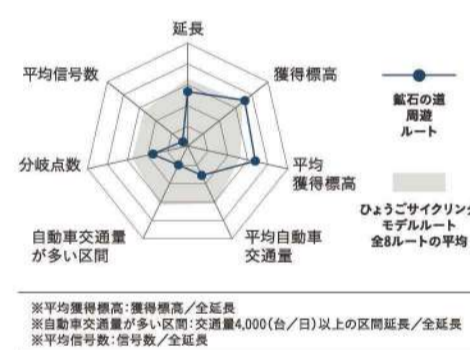 延長
平均信号数
獲得標高
分岐点数
平均
獲得標高
自動車交通量
が多い区間
平均自動車
交通量
鉱石の道
周遊
ルート
ひょうごサイクリング
モデルルート
全8ルートの平均
※平均獲得標高:獲得標高/全延長
※自動車交通量が多い区間:交通量4,000(台/日)以上の区間延長/全延長
※平均信号数:信号数/全延長